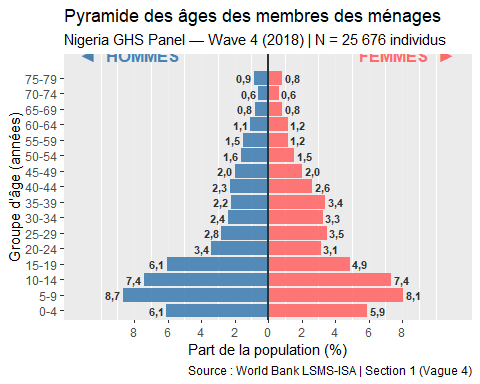 Pyramide des âges des membres des ménages
Nigeria GHS Panel — Wave 4 (2018) | N = 25 676 individus
◄ HOMMES FEMMES ►
Groupe d'âge (années)
75-79 0,9 0,8
70-74 0,6 0,6
65-69 0,8 0,8
60-64 1,1 1,2
55-59 1,5 1,2
50-54 1,6 1,5
45-49 2,0 2,0
40-44 2,3 2,6
35-39 2,2 3,4
30-34 2,4 3,3
25-29 2,8 3,5
20-24 3,4 3,1
15-19 6,1 4,9
10-14 7,4 7,4
5-9 8,7 8,1
0-4 6,1 5,9
8 6 4 2 0 2 4 6 8
Part de la population (%)
Source : World Bank LSMS-ISA | Section 1 (Vague 4)